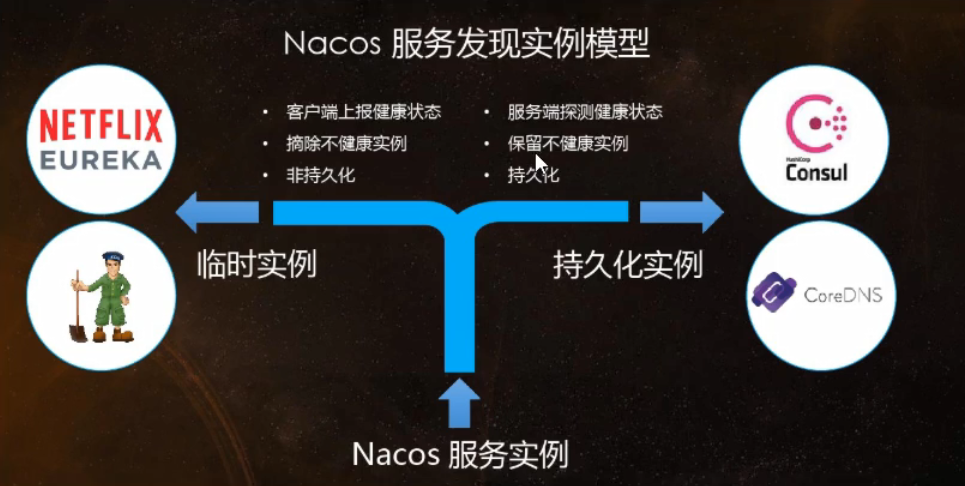 Nacos 服务发现实例模型
NETFLIX
EUREKA
• 客户端上报健康状态
• 摘除不健康实例
• 非持久化
• 服务端探测健康状态
• 保留不健康实例
• 持久化
HashiCorp
Consul
临时实例
持久化实例
CoreDNS
Nacos 服务实例